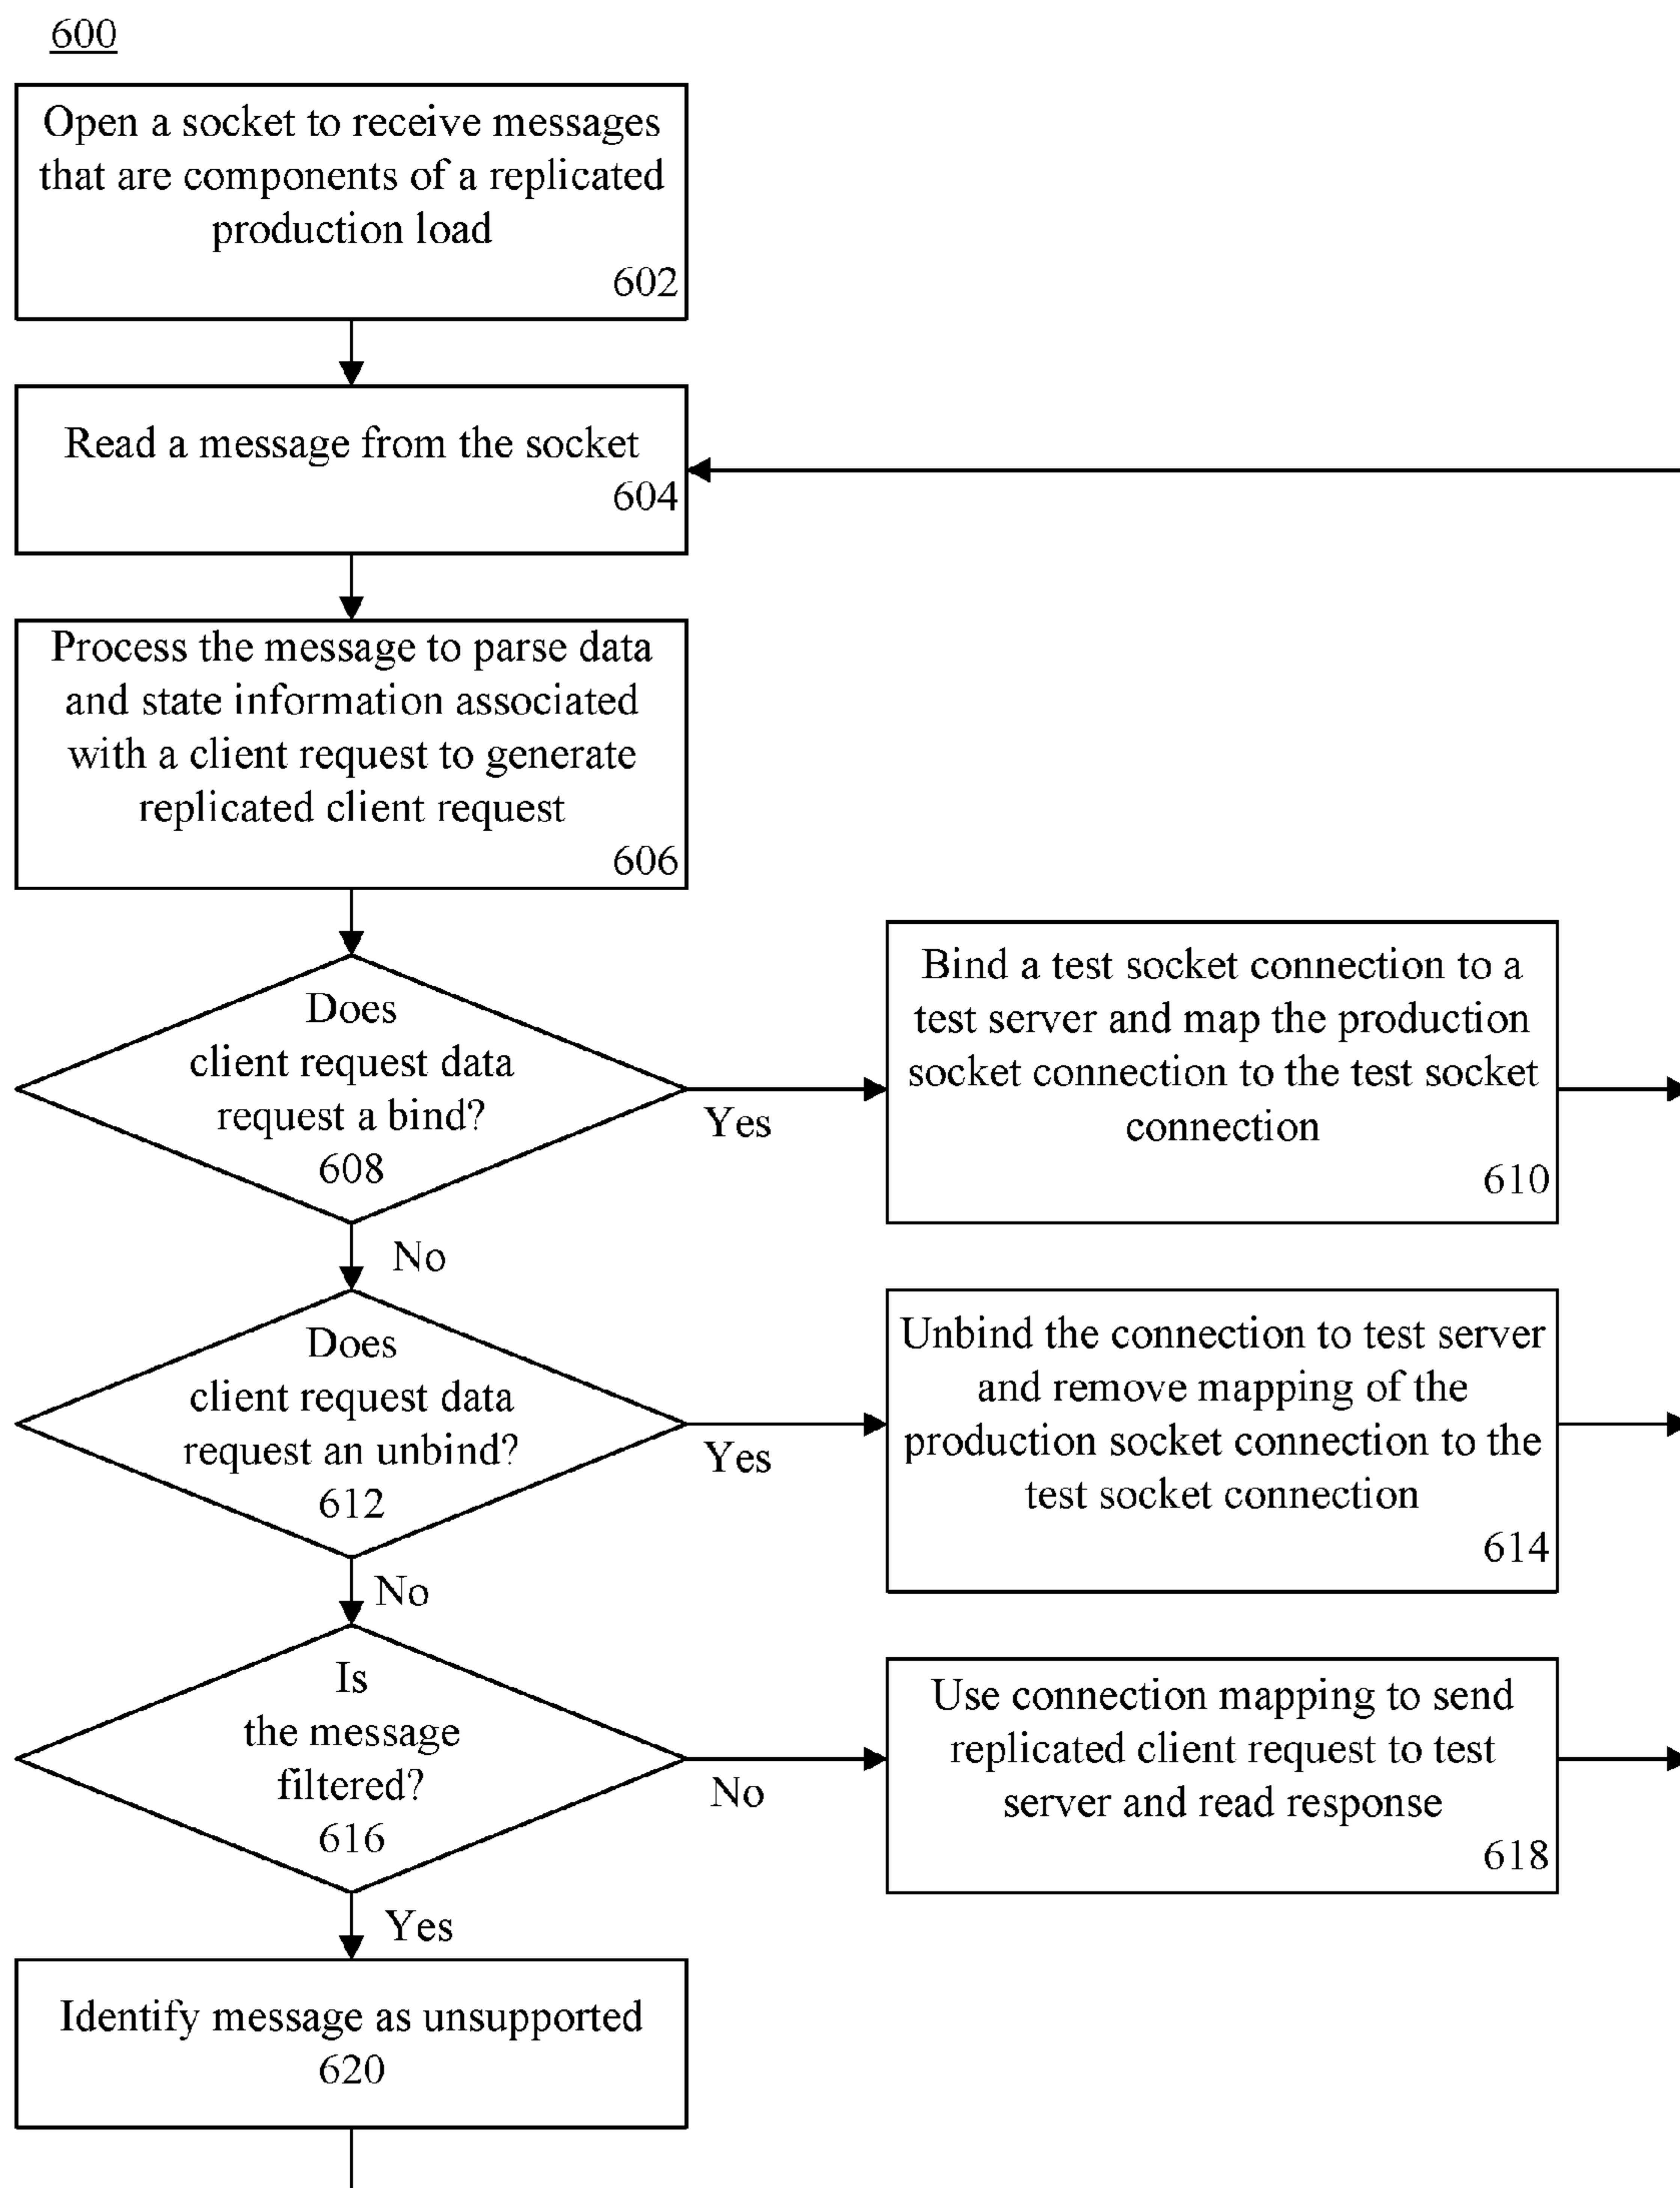 600
Open a socket to receive messages
that are components of a replicated
production load
602
Read a message from the socket
604
Process the message to parse data
and state information associated
with a client request to generate
replicated client request
606
Does
client request data
request a bind?
608
Yes
Bind a test socket connection to a
test server and map the production
socket connection to the test socket
connection
610
No
Does
client request data
request an unbind?
612
Yes
Unbind the connection to test server
and remove mapping of the
production socket connection to the
test socket connection
614
No
Is
the message
filtered?
616
No
Use connection mapping to send
replicated client request to test
server and read response
618
Yes
Identify message as unsupported
620